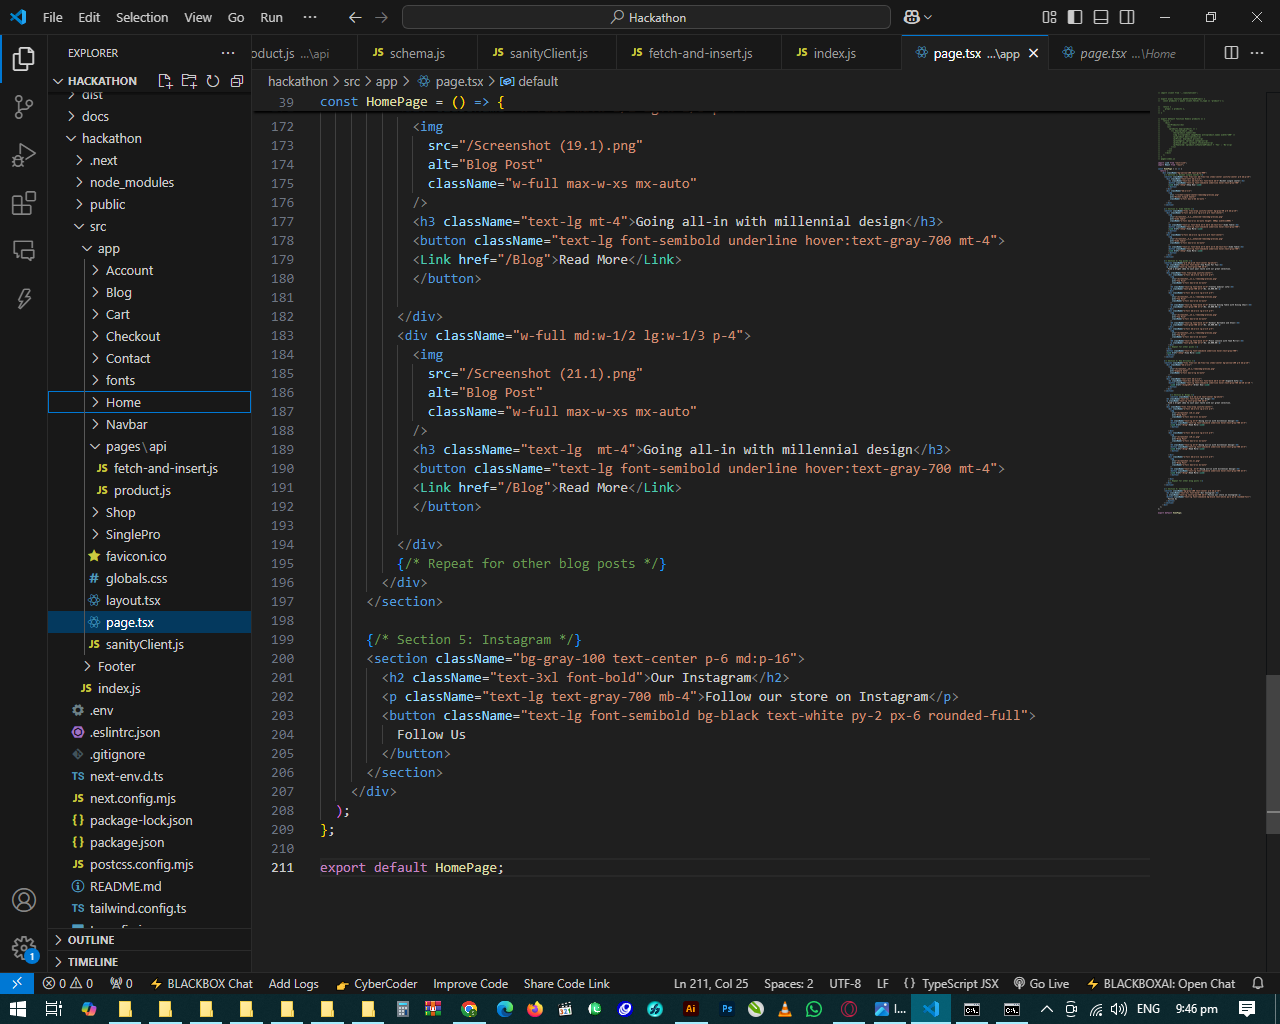 File Edit Selection View Go Run ··· Hackathon
EXPLORER ···
oduct.js ...\api schema.js sanityClient.js fetch-and-insert.js index.js page.tsx ...\app page.tsx ...\Home
HACKATHON
hackathon > src > app > page.tsx > default
dist
docs
hackathon
.next
node_modules
public
src
app
Account
Blog
Cart
Checkout
Contact
fonts
Home
Navbar
pages\api
JS fetch-and-insert.js
JS product.js
Shop
SinglePro
favicon.ico
# globals.css
layout.tsx
page.tsx
JS sanityClient.js
Footer
JS index.js
.env
.eslintrc.json
.gitignore
TS next-env.d.ts
JS next.config.mjs
{} package-lock.json
{} package.json
JS postcss.config.mjs
README.md
TS tailwind.config.ts
OUTLINE
TIMELINE
39 const HomePage = () => {
172 <img
173 src="/Screenshot (19.1).png"
174 alt="Blog Post"
175 className="w-full max-w-xs mx-auto"
176 />
177 <h3 className="text-lg mt-4">Going all-in with millennial design</h3>
178 <button className="text-lg font-semibold underline hover:text-gray-700 mt-4">
179 <Link href="/Blog">Read More</Link>
180 </button>
181
182 </div>
183 <div className="w-full md:w-1/2 lg:w-1/3 p-4">
184 <img
185 src="/Screenshot (21.1).png"
186 alt="Blog Post"
187 className="w-full max-w-xs mx-auto"
188 />
189 <h3 className="text-lg  mt-4">Going all-in with millennial design</h3>
190 <button className="text-lg font-semibold underline hover:text-gray-700 mt-4">
191 <Link href="/Blog">Read More</Link>
192 </button>
193
194 </div>
195 {/* Repeat for other blog posts */}
196 </div>
197 </section>
198
199 {/* Section 5: Instagram */}
200 <section className="bg-gray-100 text-center p-6 md:p-16">
201 <h2 className="text-3xl font-bold">Our Instagram</h2>
202 <p className="text-lg text-gray-700 mb-4">Follow our store on Instagram</p>
203 <button className="text-lg font-semibold bg-black text-white py-2 px-6 rounded-full">
204 Follow Us
205 </button>
206 </section>
207 </div>
208 );
209 };
210
211 export default HomePage;
0 0 0 BLACKBOX Chat Add Logs CyberCoder Improve Code Share Code Link Ln 211, Col 25 Spaces: 2 UTF-8 LF {} TypeScript JSX Go Live BLACKBOXAI: Open Chat
I... ENG 9:46 pm